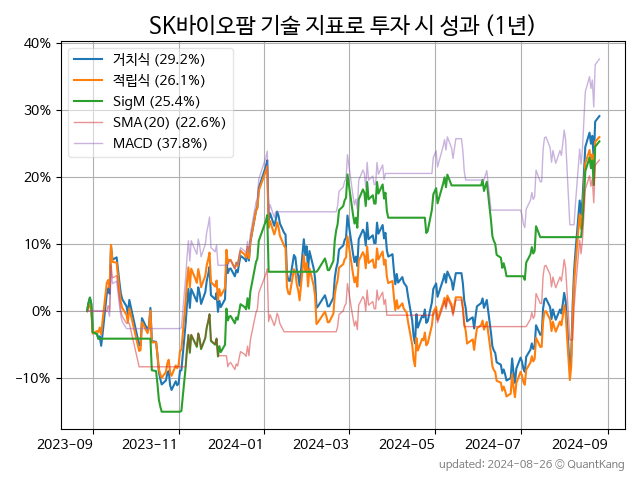 SK바이오팜 기술 지표로 투자 시 성과 (1년)
거치식 (29.2%)
적립식 (26.1%)
SigM (25.4%)
SMA(20) (22.6%)
MACD (37.8%)
40%
30%
20%
10%
0%
−10%
2023-09 2023-11 2024-01 2024-03 2024-05 2024-07 2024-09
updated: 2024-08-26 © QuantKang